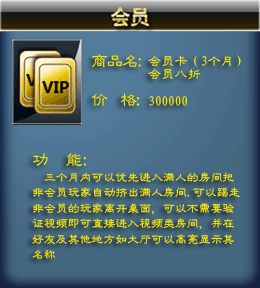 会员
VIP
商品名: 会员卡（3个月）
会员八折
价 格: 300000
功 能:
三个月内可以优先进入满人的房间把
非会员玩家自动挤出满人房间.可以踢走
非会员的玩家离开桌面，可以不需要验
证视频即可直接进入视频类房间，并在
好友及其他地方如大厅可以高亮显示其
名称